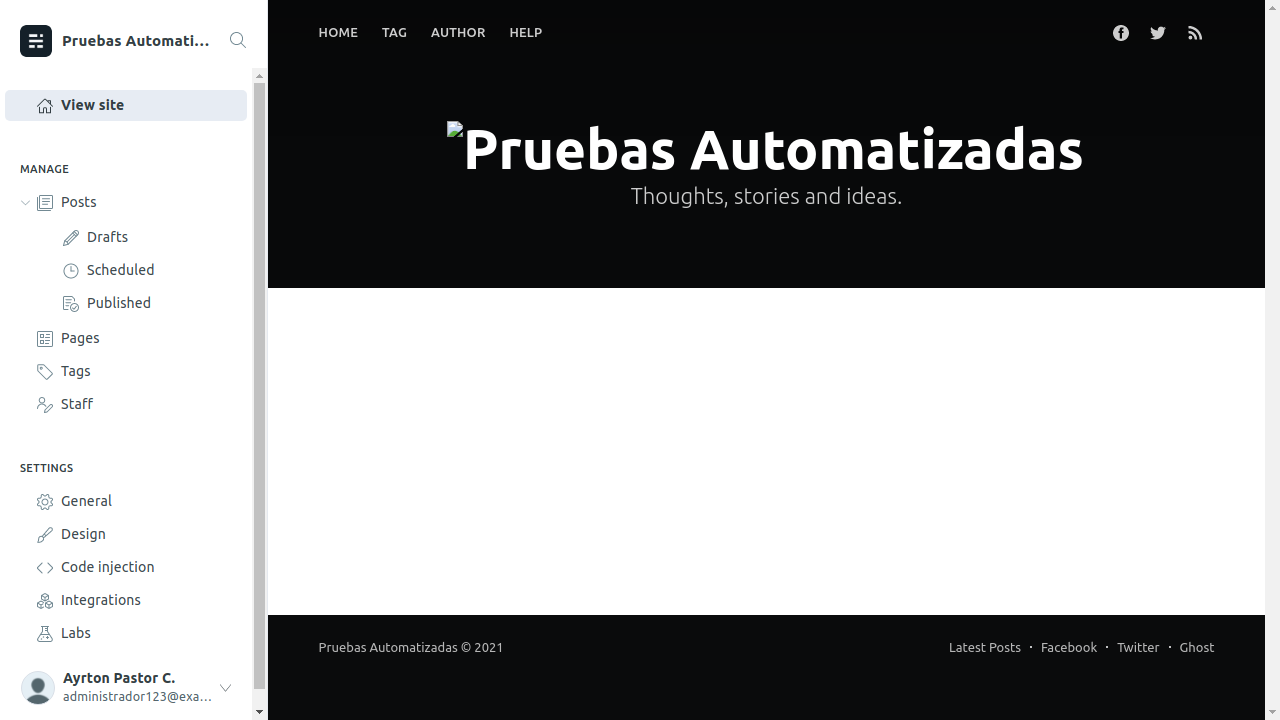 Pruebas Automati...
View site
MANAGE
Posts
Drafts
Scheduled
Published
Pages
Tags
Staff
SETTINGS
General
Design
Code injection
Integrations
Labs
Ayrton Pastor C.
administrador123@exa...
HOME TAG AUTHOR HELP
Pruebas Automatizadas
Thoughts, stories and ideas.
Pruebas Automatizadas © 2021
Latest Posts • Facebook • Twitter • Ghost